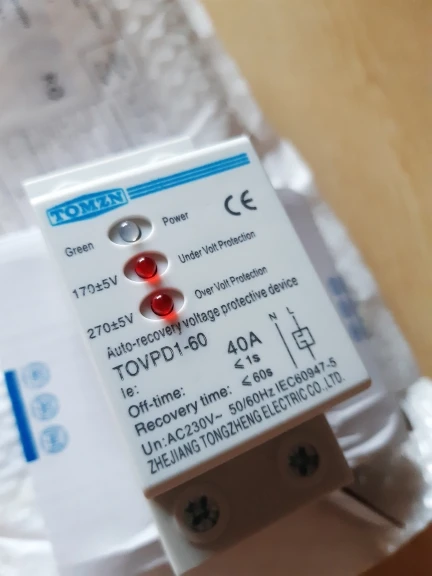 TOMZN
CE
Green Power
170±5V Under Volt Protection
270±5V Over Volt Protection
Auto-recovery voltage protective device
TOVPD1-60
Ie: 40A
Off-time: ≤1s
Recovery time: ≤60s
N L
Un:AC230V~ 50/60Hz IEC60947-5
ZHEJIANG TONGZHENG ELECTRIC CO.,LTD.